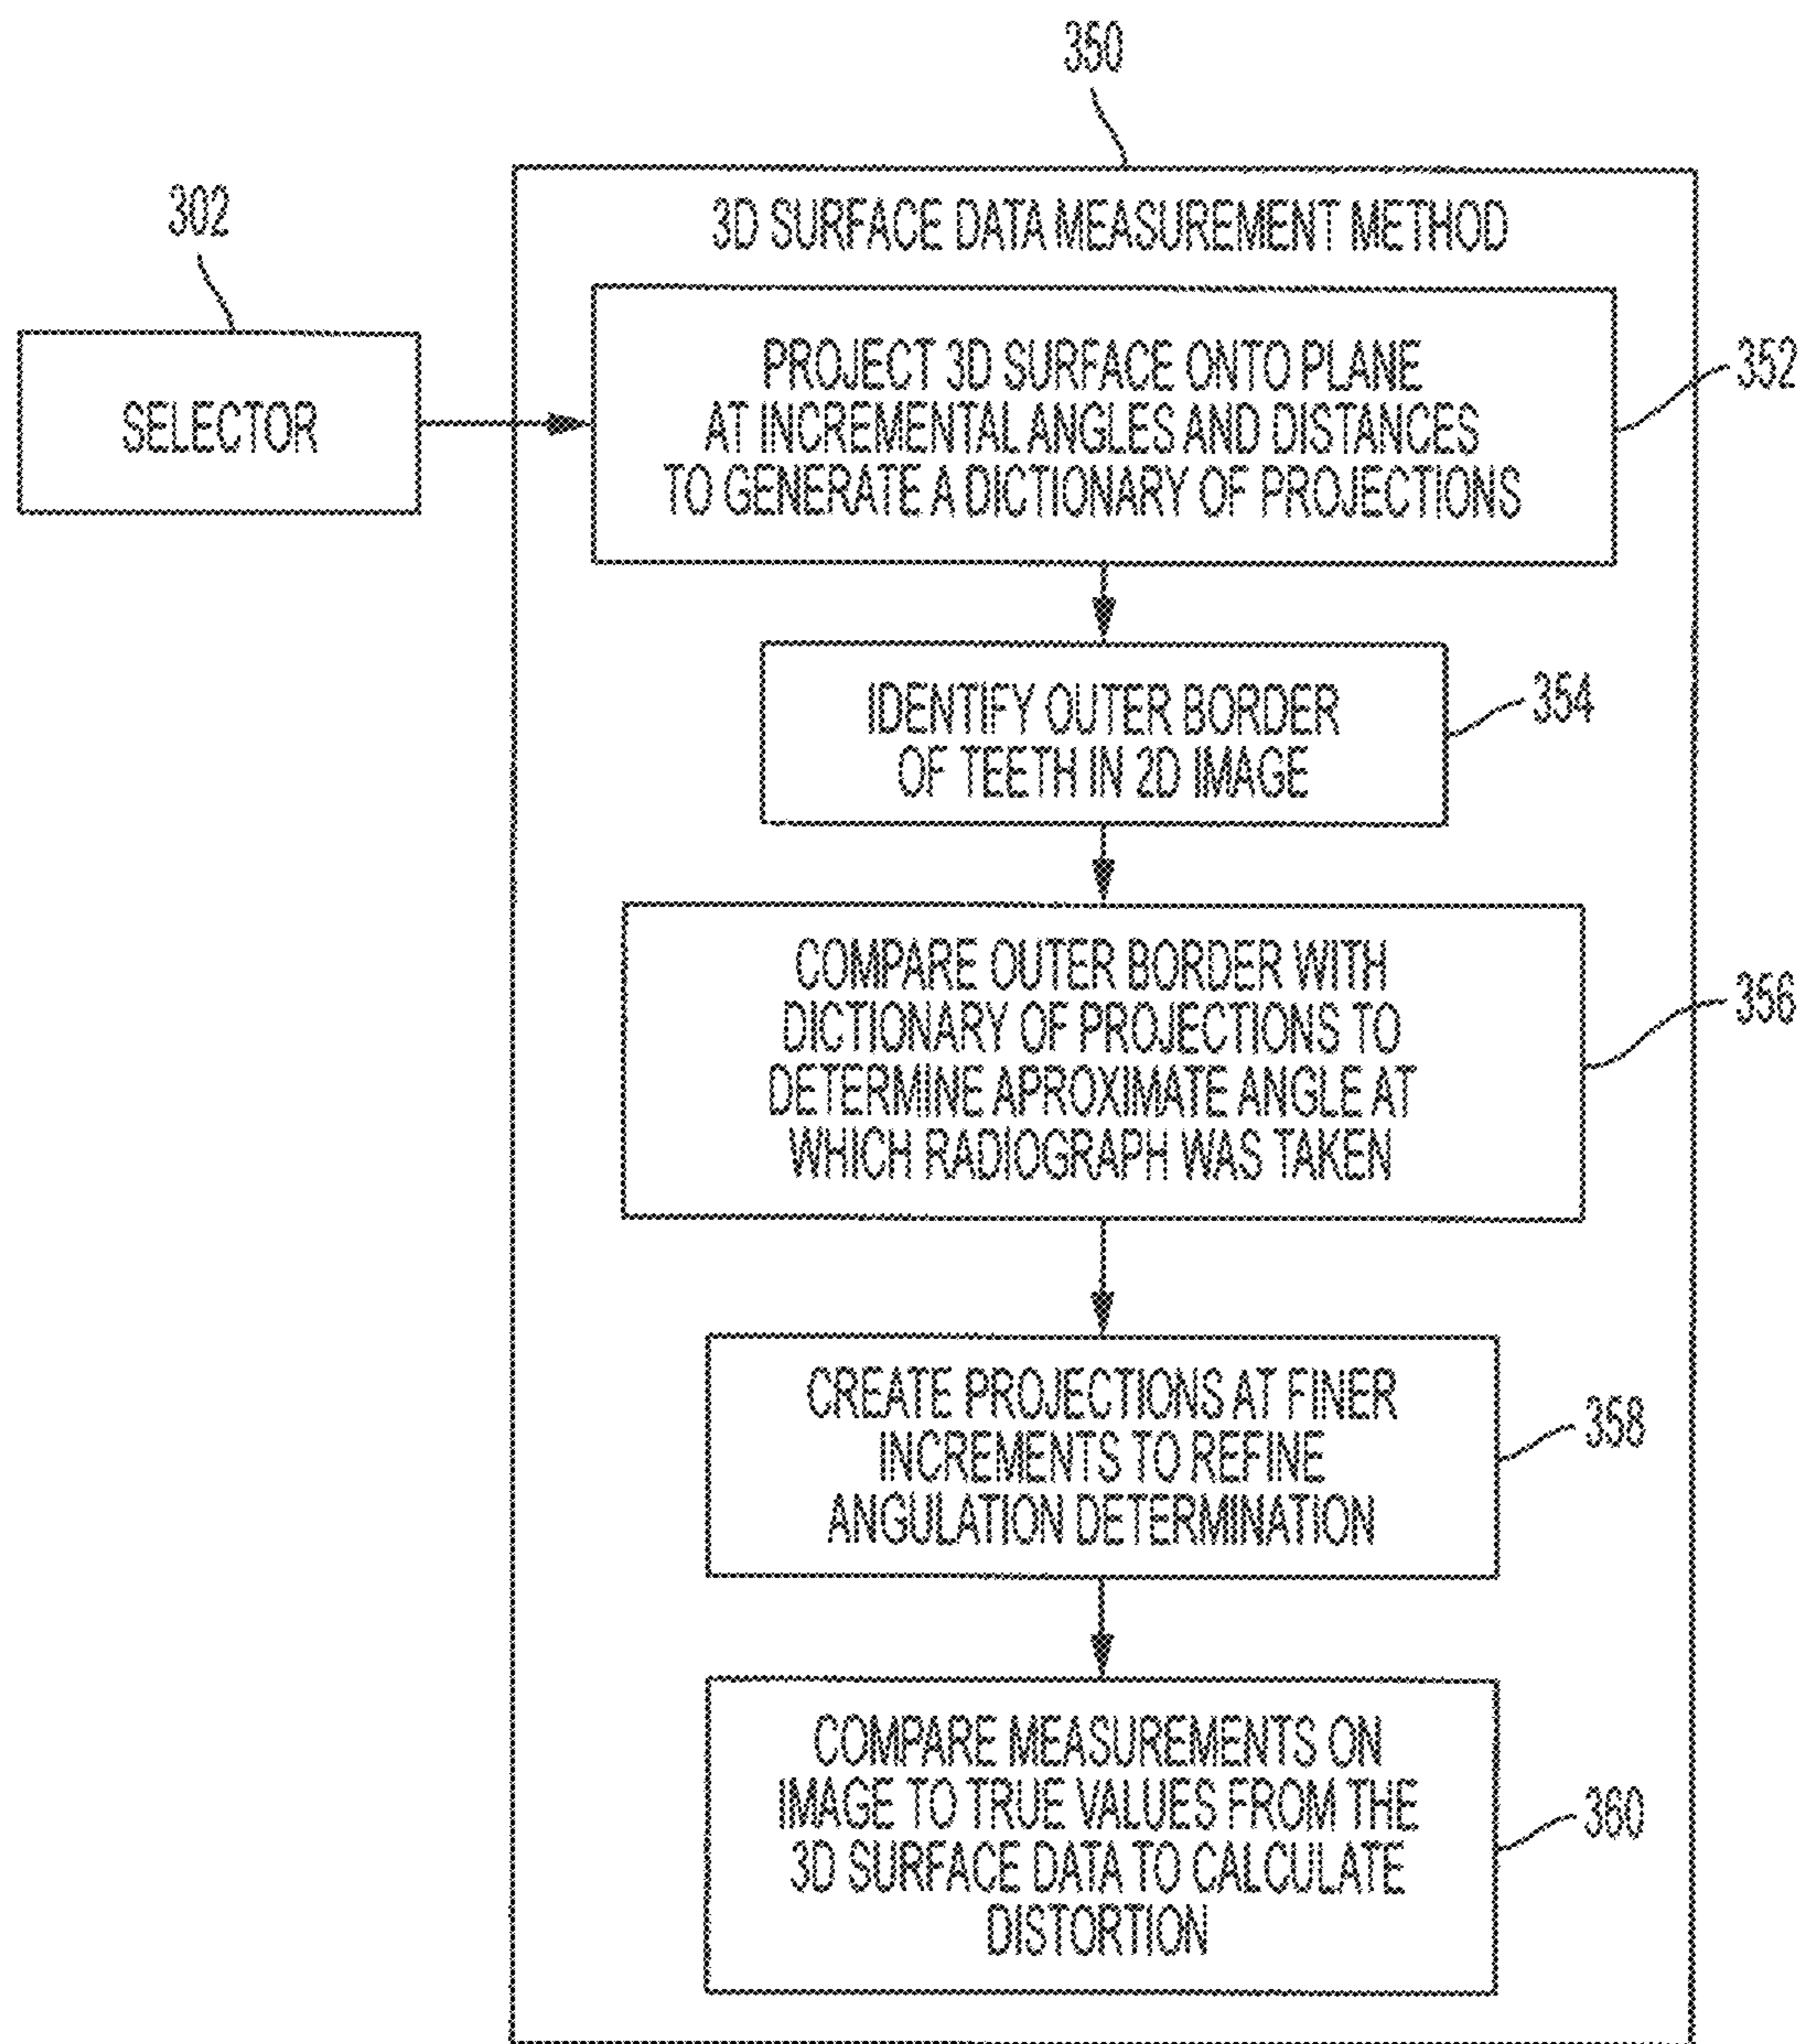 350
302
3D SURFACE DATA MEASUREMENT METHOD
SELECTOR
PROJECT 3D SURFACE ONTO PLANE
AT INCREMENTAL ANGLES AND DISTANCES
TO GENERATE A DICTIONARY OF PROJECTIONS
352
IDENTIFY OUTER BORDER
OF TEETH IN 2D IMAGE
354
COMPARE OUTER BORDER WITH
DICTIONARY OF PROJECTIONS TO
DETERMINE APROXIMATE ANGLE AT
WHICH RADIOGRAPH WAS TAKEN
356
CREATE PROJECTIONS AT FINER
INCREMENTS TO REFINE
ANGULATION DETERMINATION
358
COMPARE MEASUREMENTS ON
IMAGE TO TRUE VALUES FROM THE
3D SURFACE DATA TO CALCULATE
DISTORTION
360